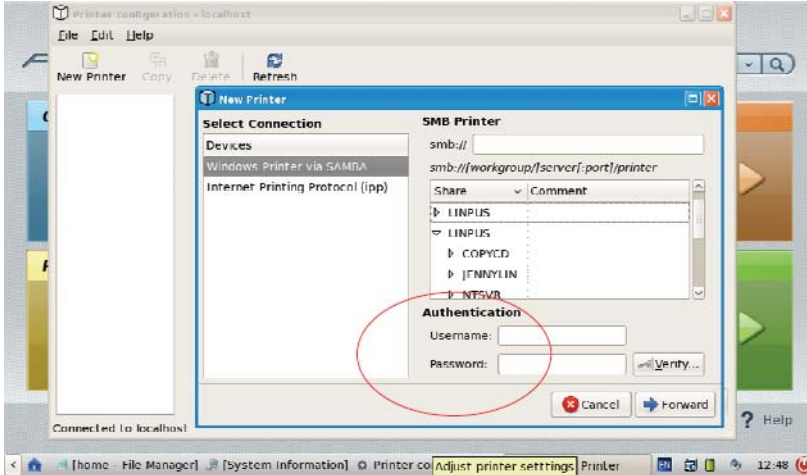 Printer configuration - localhost
File Edit Help
New Printer Copy Delete Refresh
New Printer
Select Connection
Devices
Windows Printer via SAMBA
Internet Printing Protocol (ipp)
SMB Printer
smb://
smb://[workgroup/]server[:port]/printer
Share Comment
LINPUS
LINPUS
COPYCD
JENNYLIN
NTSVR
Authentication
Username:
Password:
Verify...
Cancel Forward
Connected to localhost
Help
[home - File Manager] [System Information] Printer co Adjust printer setttings Printer EN 12:48